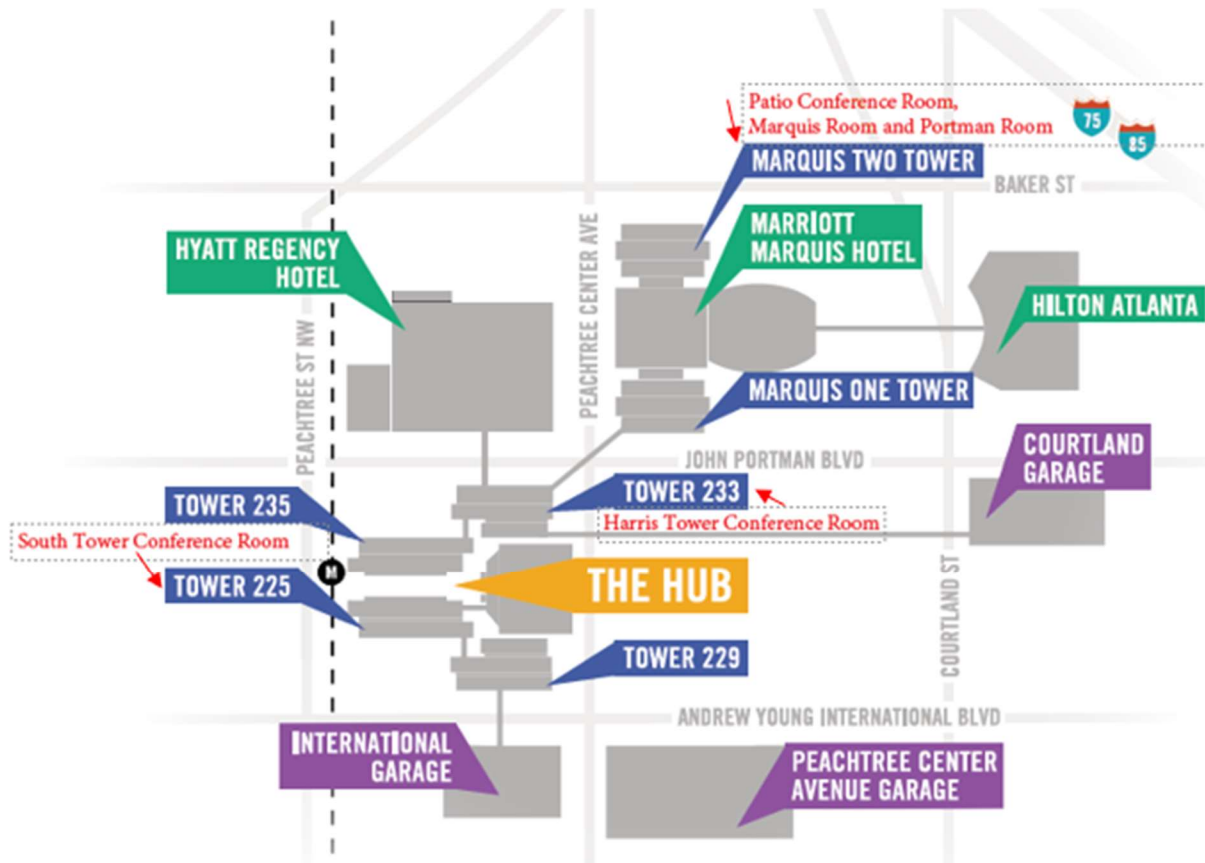 Patio Conference Room,
Marquis Room and Portman Room
75
85
MARQUIS TWO TOWER
BAKER ST
HYATT REGENCY
HOTEL
PEACHTREE CENTER AVE
MARRIOTT
MARQUIS HOTEL
HILTON ATLANTA
PEACHTREE ST NW
MARQUIS ONE TOWER
JOHN PORTMAN BLVD
COURTLAND
GARAGE
TOWER 235
TOWER 233
Harris Tower Conference Room
South Tower Conference Room
M
TOWER 225
THE HUB
COURTLAND ST
TOWER 229
ANDREW YOUNG INTERNATIONAL BLVD
INTERNATIONAL
GARAGE
PEACHTREE CENTER
AVENUE GARAGE